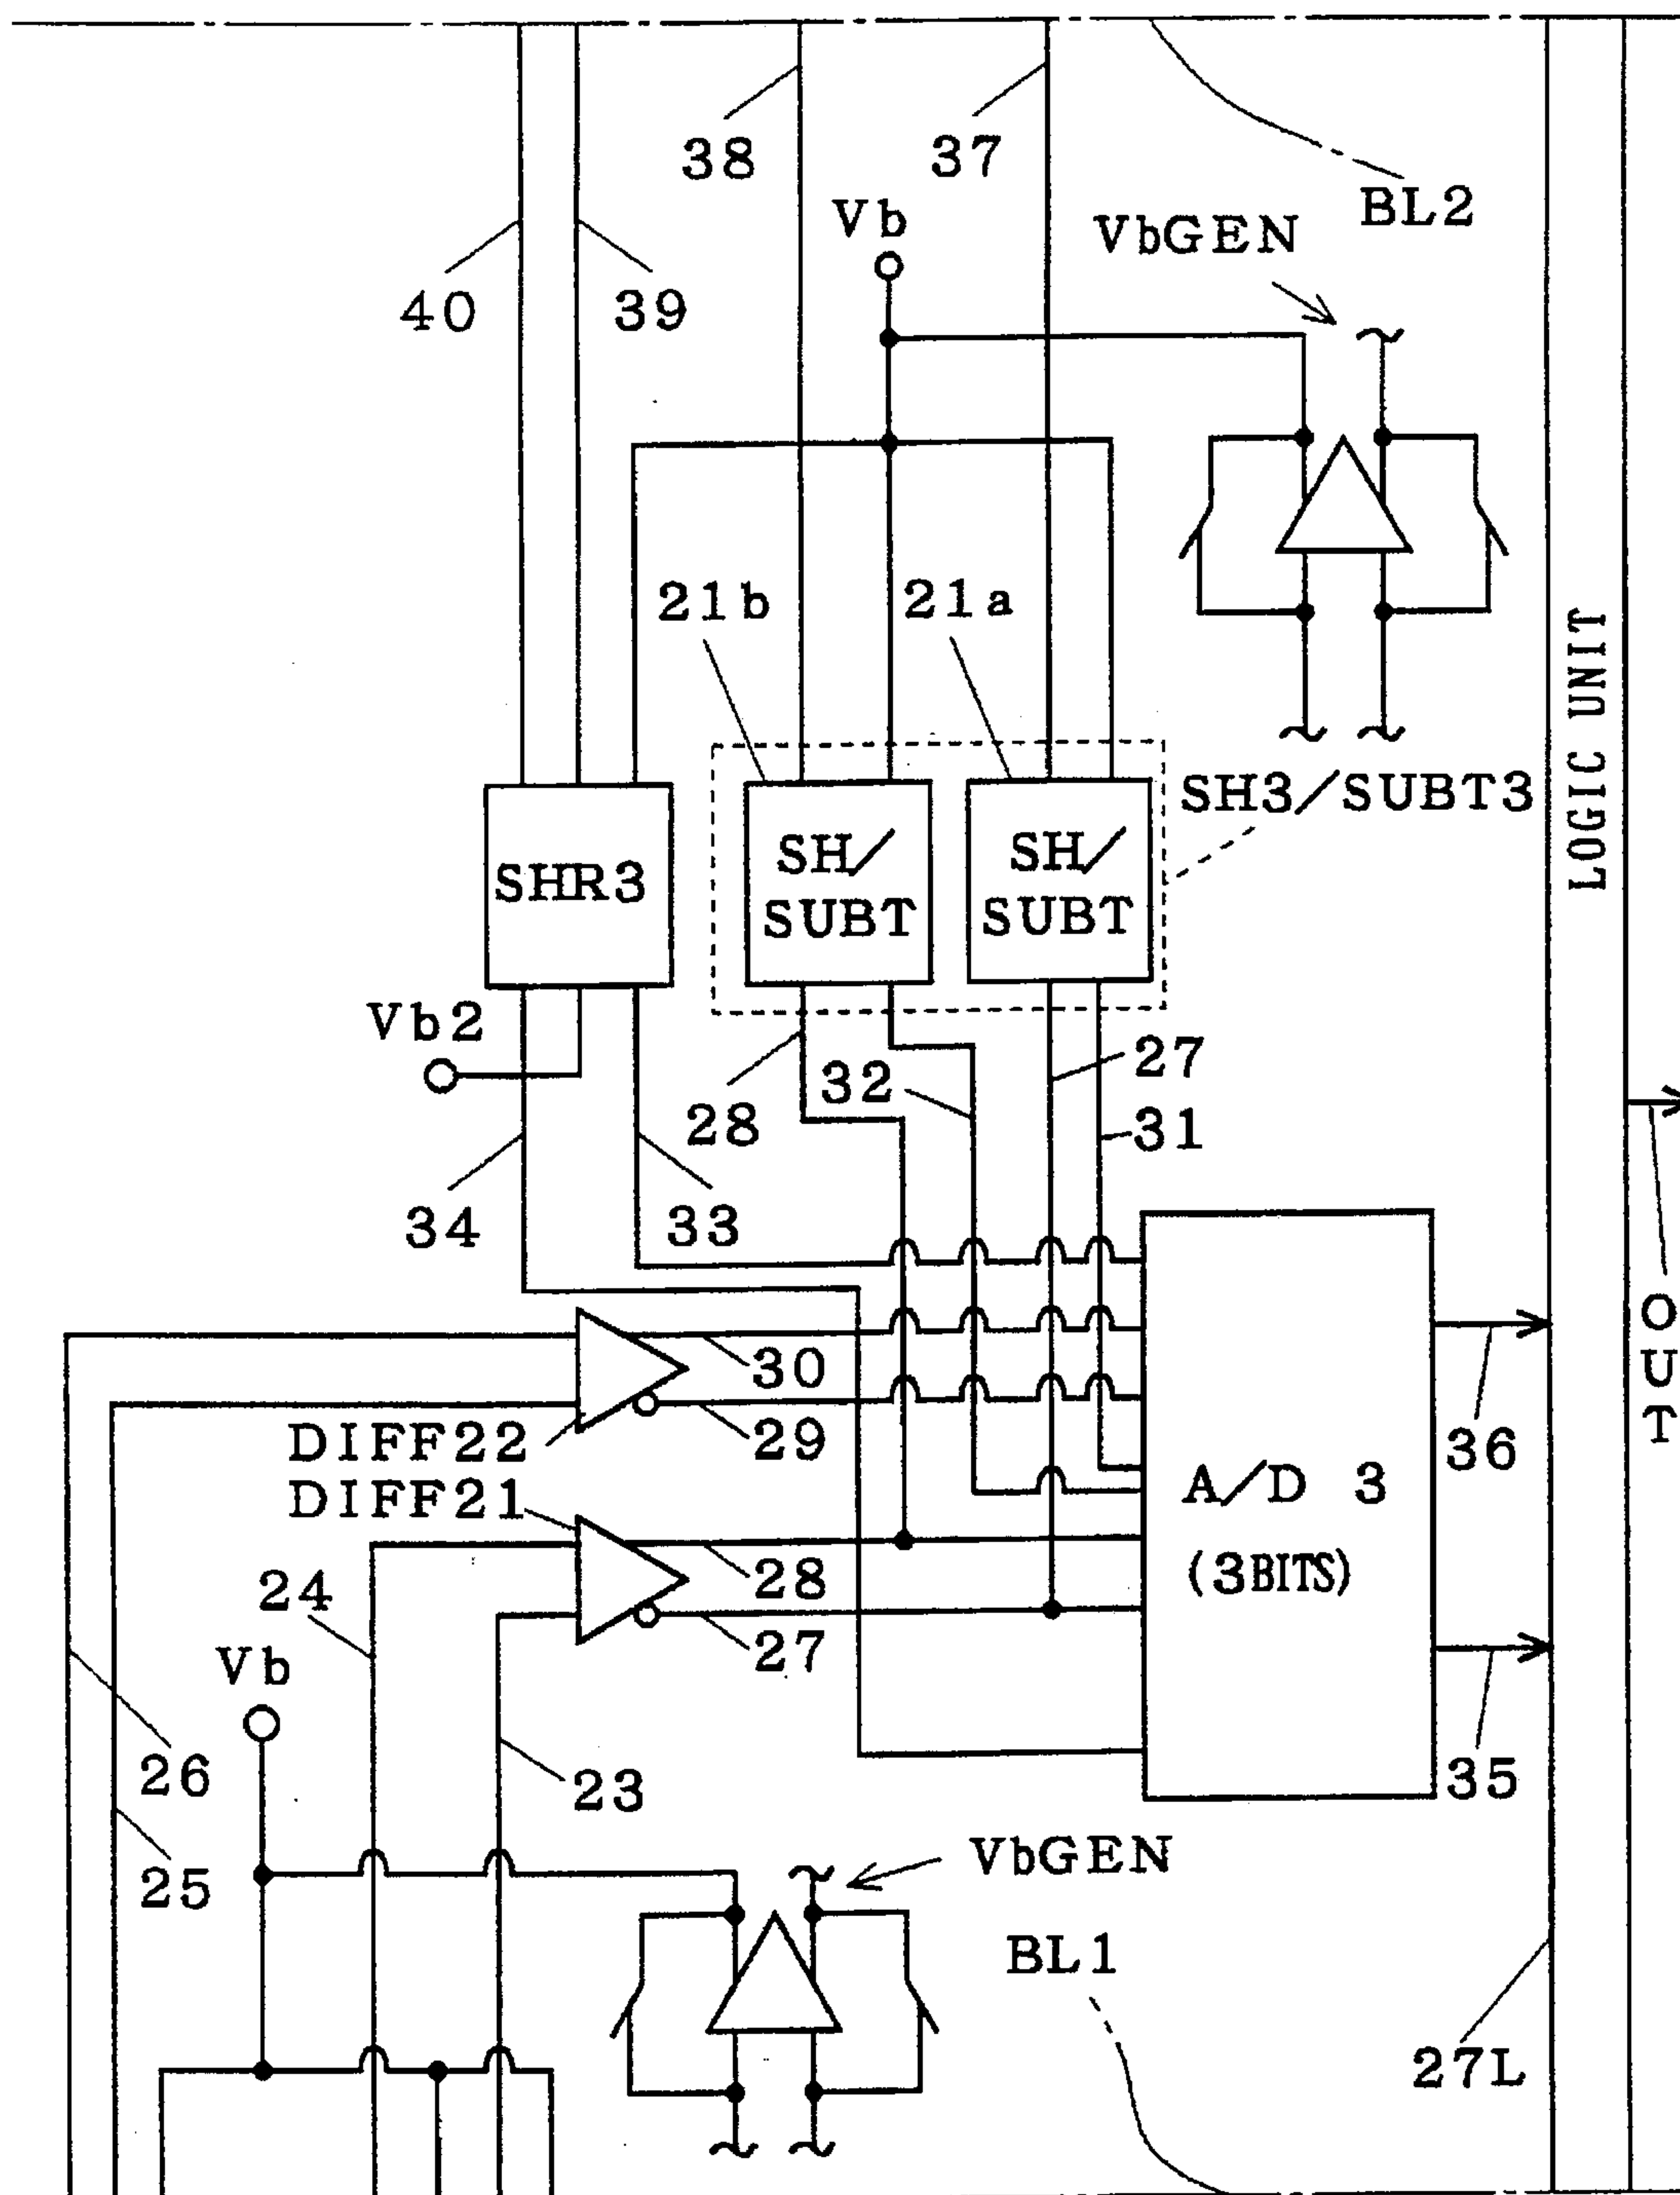 38
37
BL2
Vb
VbGEN
40
39
21b
21a
LOGIC UNIT
SH3/SUBT3
SHR3
SH/
SUBT
SH/
SUBT
Vb2
28
32
27
31
34
33
OUT
30
36
DIFF22
29
DIFF21
A/D 3
(3BITS)
24
28
27
Vb
26
23
35
25
VbGEN
BL1
27L